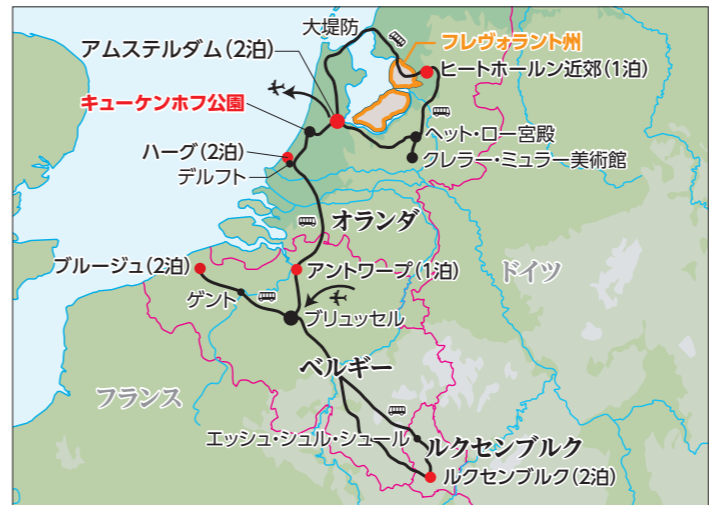 大堤防
アムステルダム(2泊)
フレヴォラント州
ヒートホールン近郊(1泊)
キューケンホフ公園
ヘット・ロー宮殿
ハーグ(2泊)
クレラー・ミュラー美術館
デルフト
オランダ
ドイツ
ブルージュ(2泊)
アントワープ(1泊)
ゲント
ブリュッセル
ベルギー
フランス
エッシュ・シュル・シュール
ルクセンブルク
ルクセンブルク(2泊)